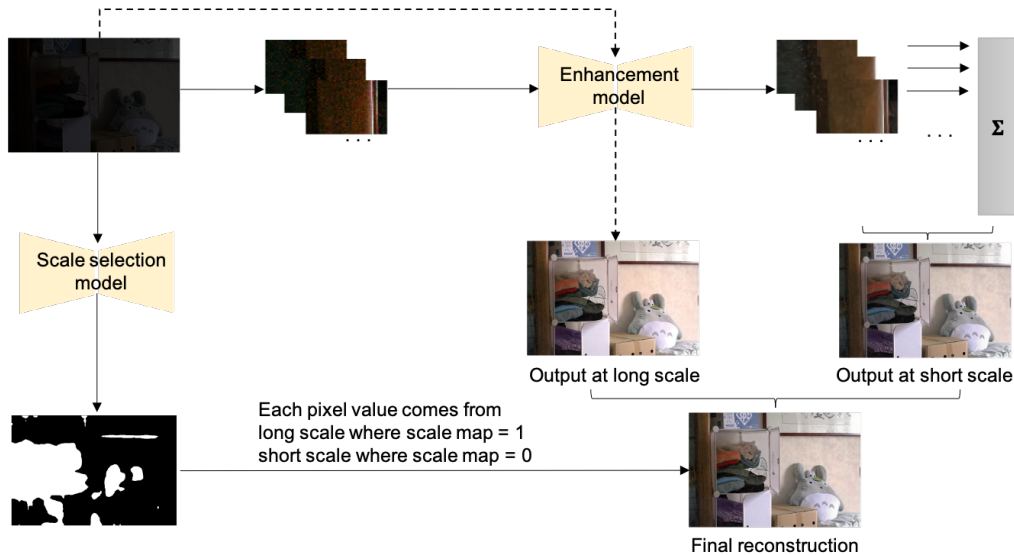 Enhancement
model
. . .
. . .
. . .
Σ
Scale selection
model
Output at long scale
Output at short scale
Each pixel value comes from
long scale where scale map = 1
short scale where scale map = 0
Final reconstruction